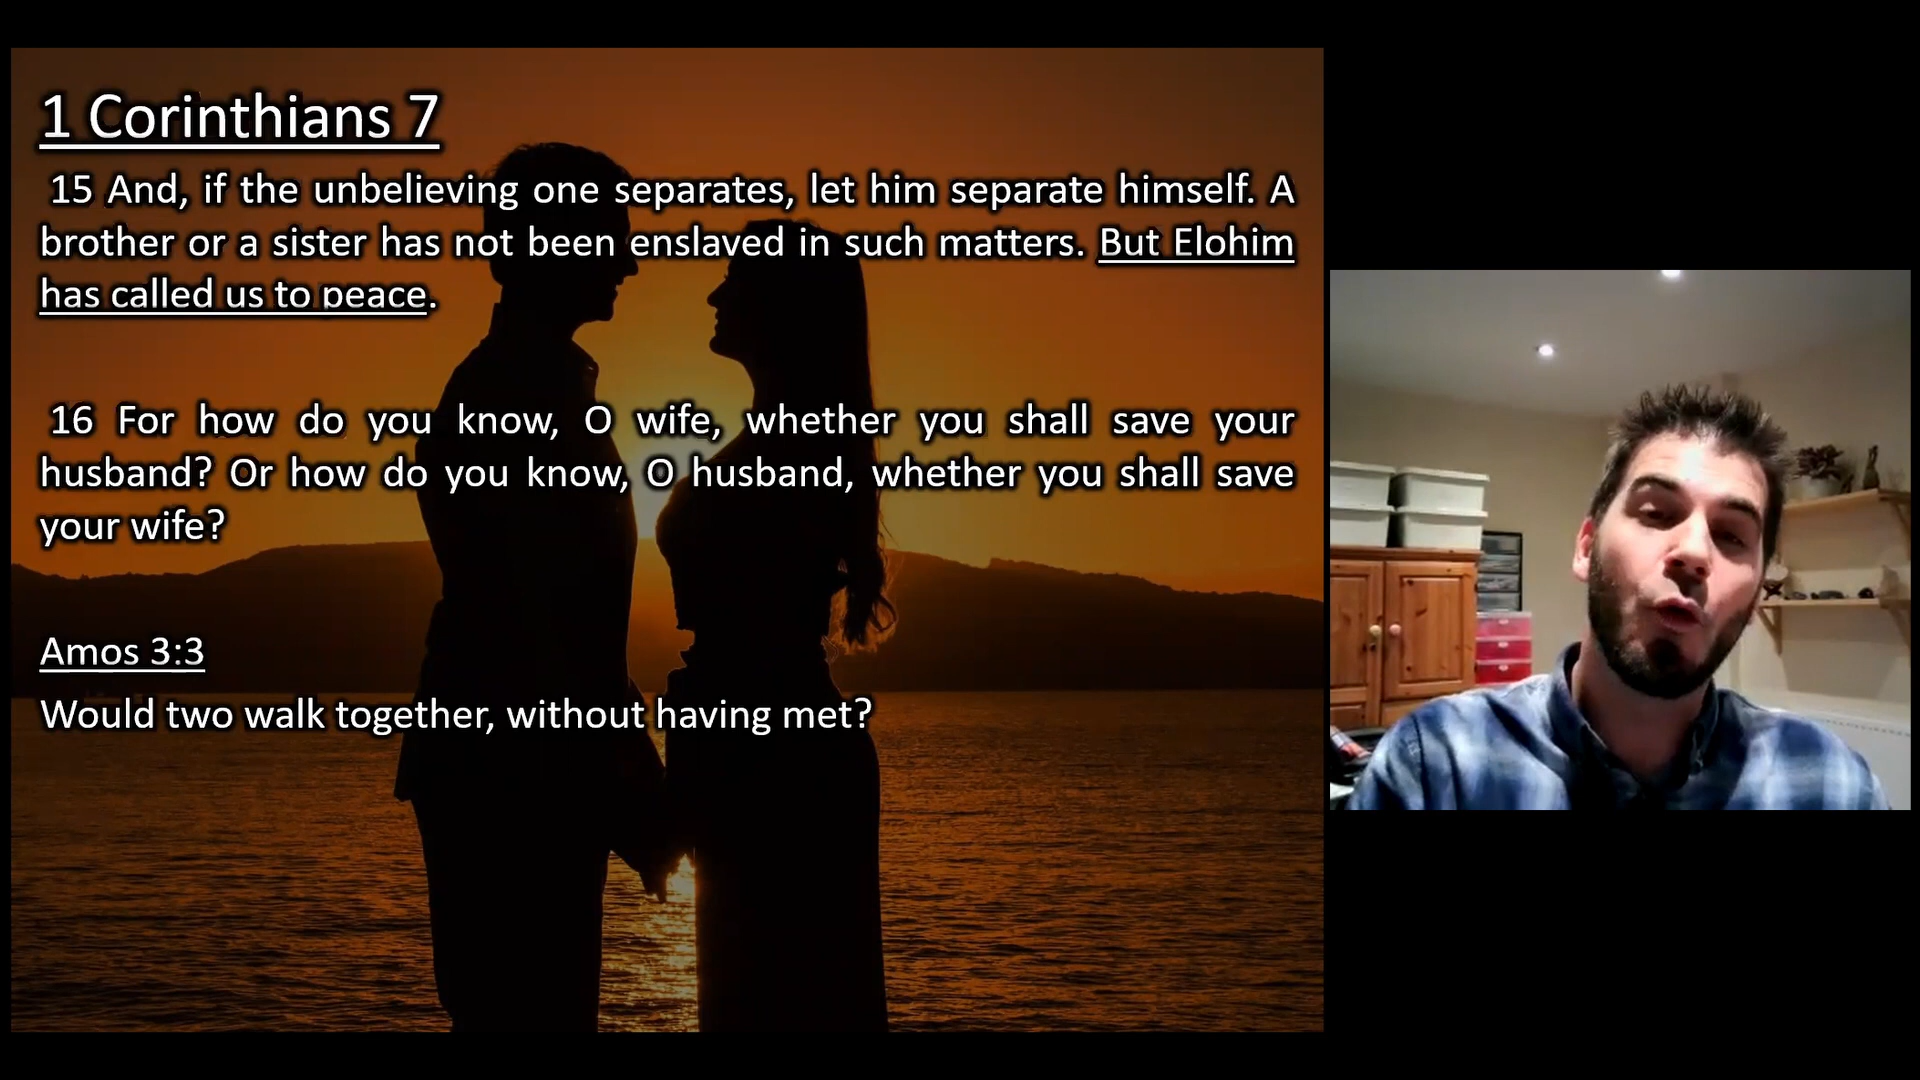 1 Corinthians 7
15 And, if the unbelieving one separates, let him separate himself. A
brother or a sister has not been enslaved in such matters. But Elohim
has called us to peace.
16 For how do you know, O wife, whether you shall save your
husband? Or how do you know, O husband, whether you shall save
your wife?
Amos 3:3
Would two walk together, without having met?